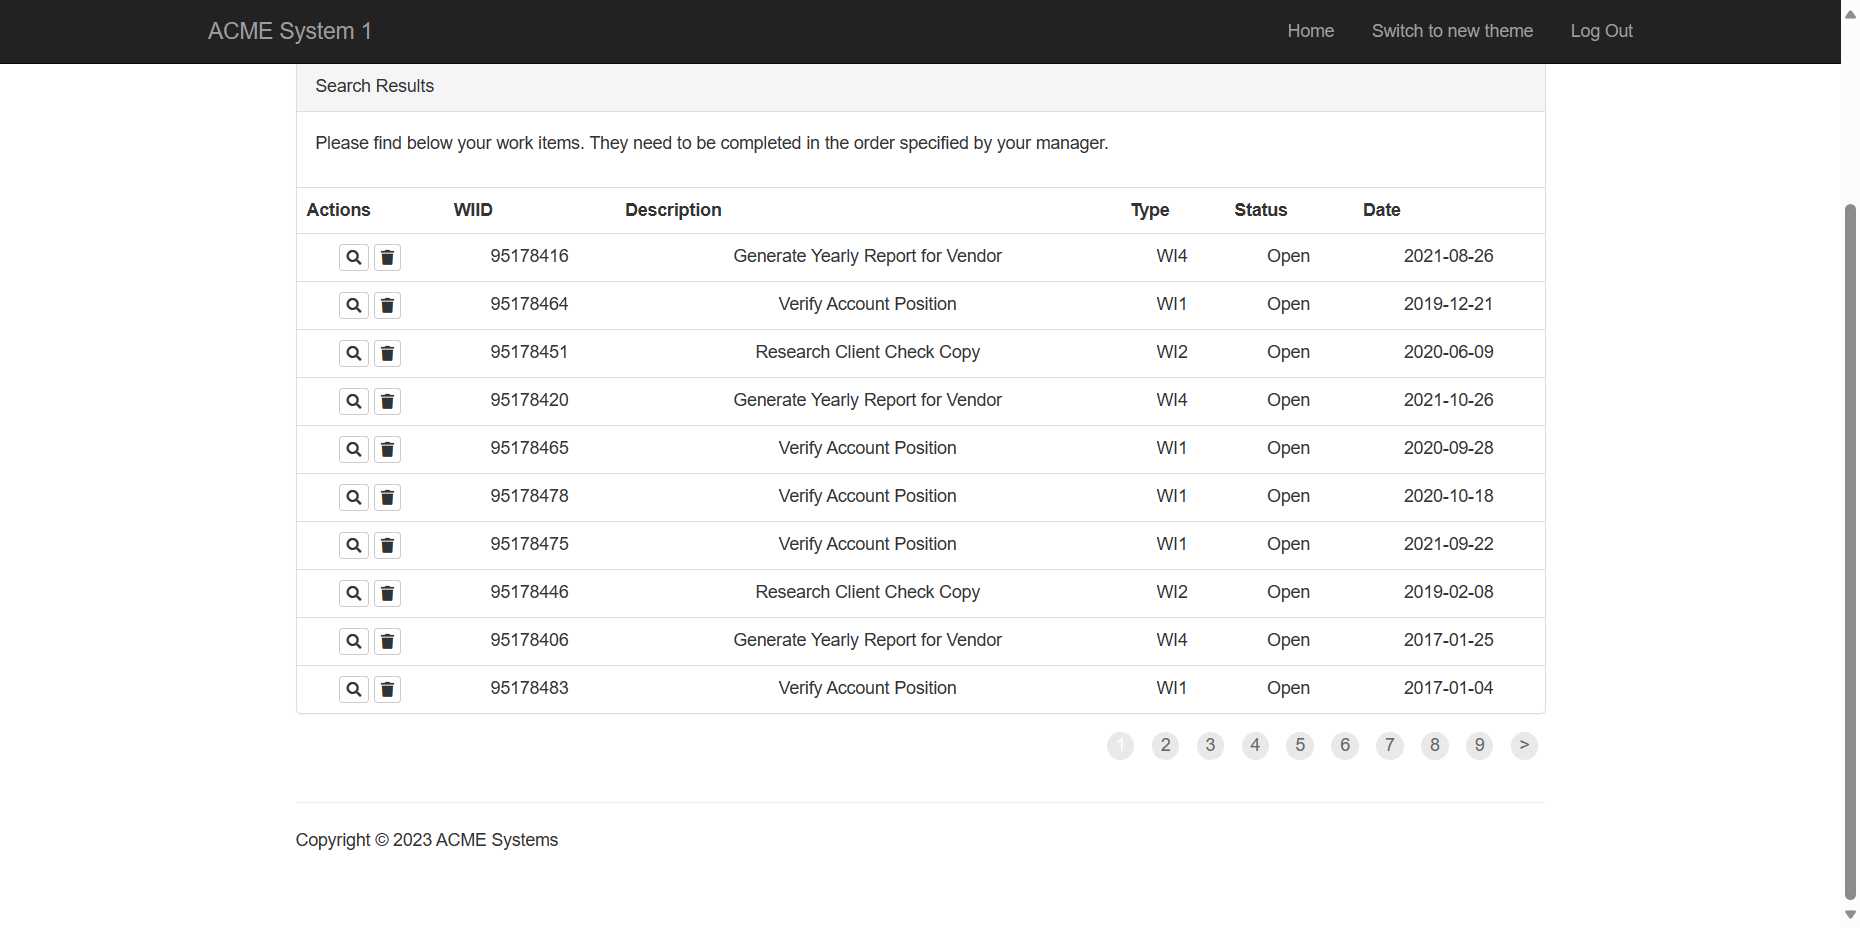 ACME System 1 Home Switch to new theme Log Out
Search Results
Please find below your work items. They need to be completed in the order specified by your manager.
Actions WIID Description Type Status Date
95178416 Generate Yearly Report for Vendor WI4 Open 2021-08-26
95178464 Verify Account Position WI1 Open 2019-12-21
95178451 Research Client Check Copy WI2 Open 2020-06-09
95178420 Generate Yearly Report for Vendor WI4 Open 2021-10-26
95178465 Verify Account Position WI1 Open 2020-09-28
95178478 Verify Account Position WI1 Open 2020-10-18
95178475 Verify Account Position WI1 Open 2021-09-22
95178446 Research Client Check Copy WI2 Open 2019-02-08
95178406 Generate Yearly Report for Vendor WI4 Open 2017-01-25
95178483 Verify Account Position WI1 Open 2017-01-04
1 2 3 4 5 6 7 8 9 >
Copyright © 2023 ACME Systems